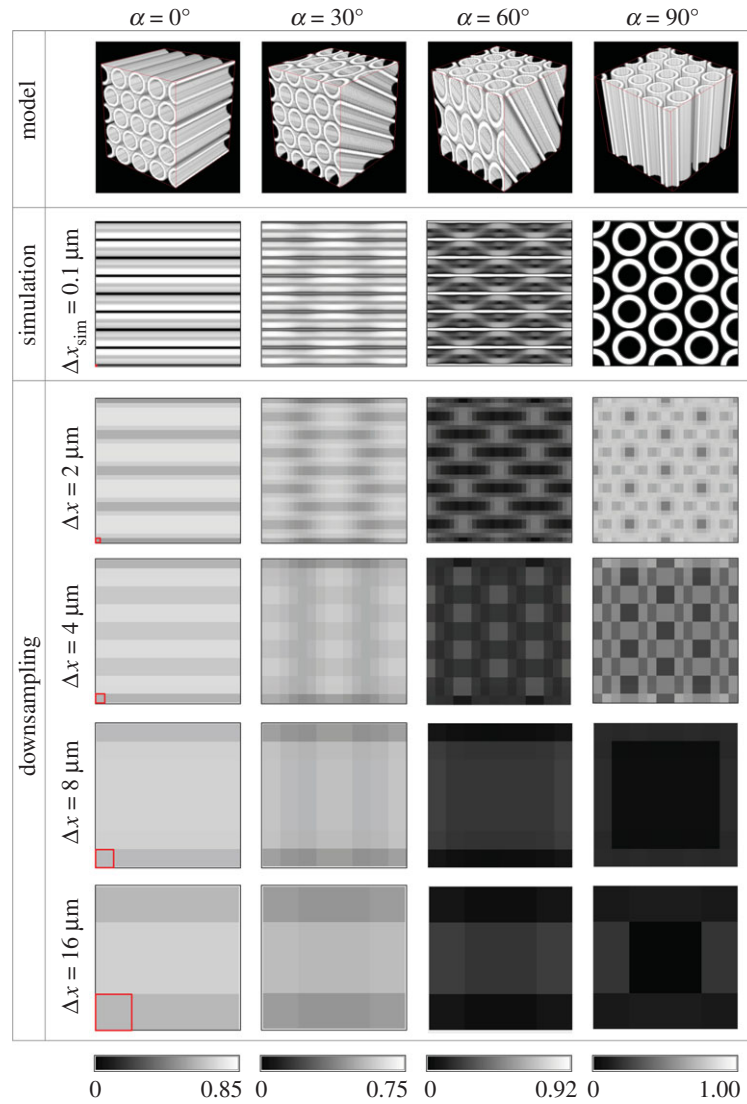 α = 0° α = 30° α = 60° α = 90°
model
simulation
Δx_sim = 0.1 µm
downsampling
Δx = 2 µm
Δx = 4 µm
Δx = 8 µm
Δx = 16 µm
0 0.85 0 0.75 0 0.92 0 1.00